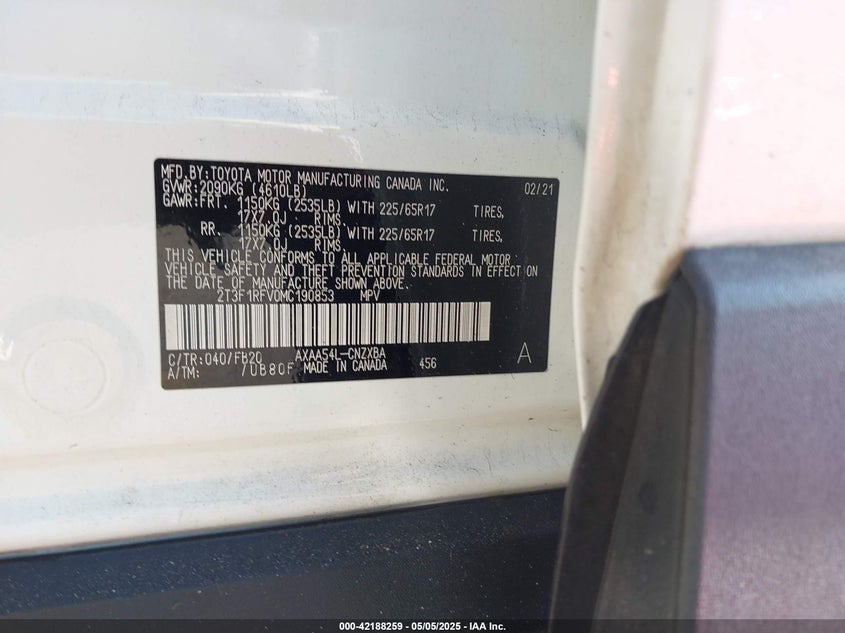 MFD.BY:TOYOTA MOTOR MANUFACTURING CANADA INC. 02/21
GVWR:2090KG (4610LB)
GAWR:FRT. 1150KG (2535LB) WITH 225/65R17 TIRES,
17X7.0J RIMS,
RR. 1150KG (2535LB) WITH 225/65R17 TIRES,
17X7.0J RIMS
THIS VEHICLE CONFORMS TO ALL APPLICABLE FEDERAL MOTOR
VEHICLE SAFETY AND THEFT PREVENTION STANDARDS IN EFFECT ON
THE DATE OF MANUFACTURE SHOWN ABOVE.
2T3F1RFV0MC190853 MPV
C/TR:040/FB20 AXAA54L-CNZXBA A
A/TM: /UB80F MADE IN CANADA 456
000-42188259 - 05/05/2025 - IAA Inc.